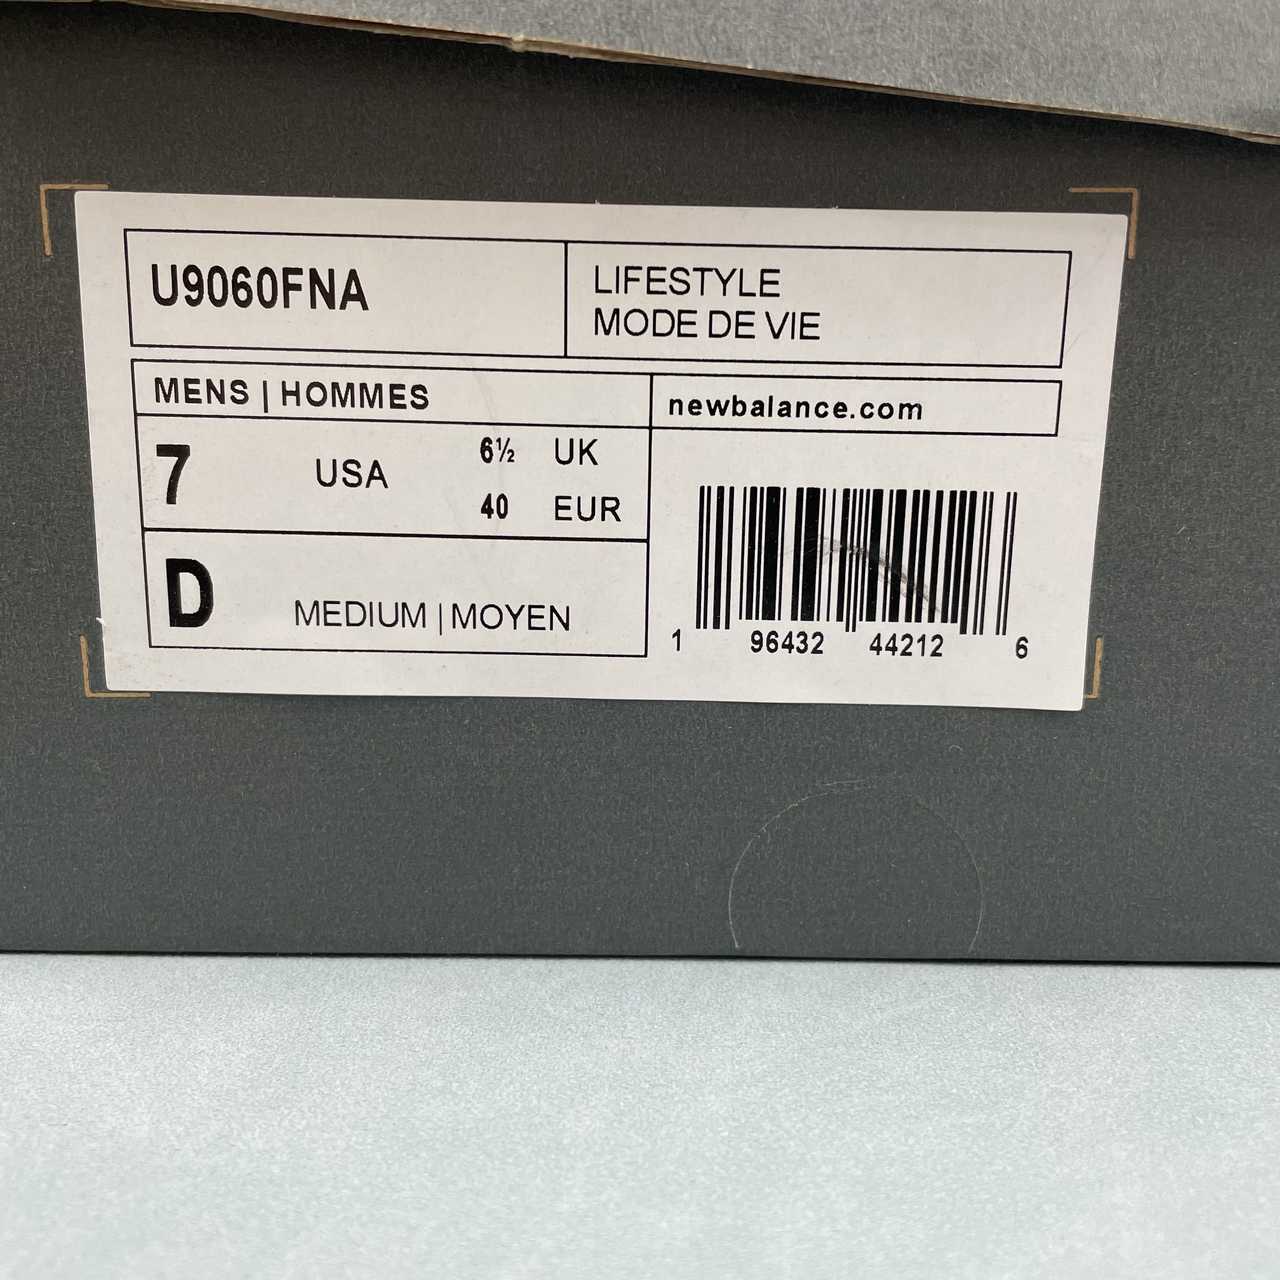 U9060FNA
LIFESTYLE
MODE DE VIE
MENS | HOMMES
newbalance.com
7 USA
6½ UK
40 EUR
D MEDIUM | MOYEN
1 96432 44212 6